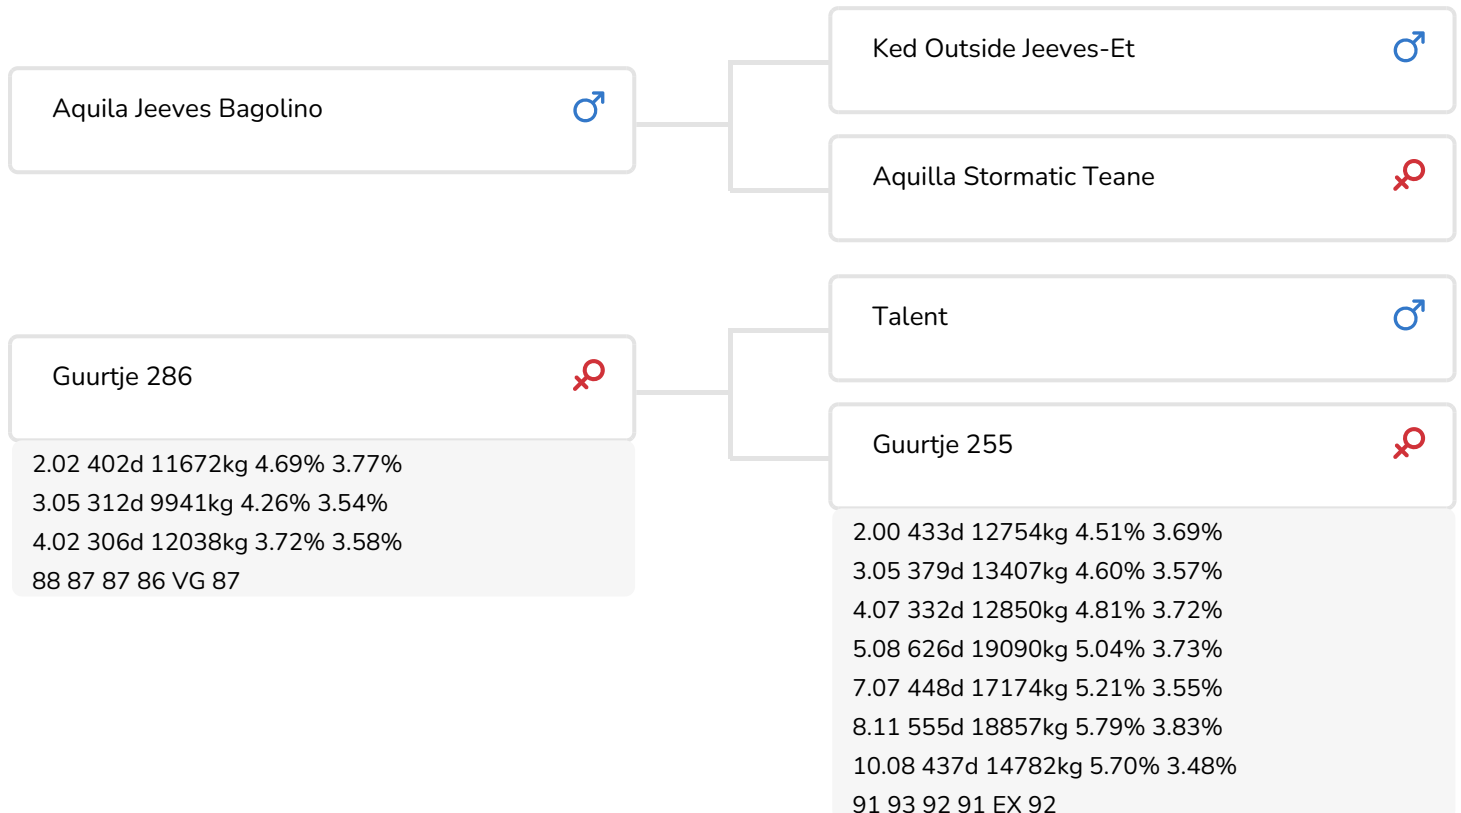 Aquila Jeeves Bagolino
Ked Outside Jeeves-Et
Aquilla Stormatic Teane
Guurtje 286
2.02 402d 11672kg 4.69% 3.77%
3.05 312d 9941kg 4.26% 3.54%
4.02 306d 12038kg 3.72% 3.58%
88 87 87 86 VG 87
Talent
Guurtje 255
2.00 433d 12754kg 4.51% 3.69%
3.05 379d 13407kg 4.60% 3.57%
4.07 332d 12850kg 4.81% 3.72%
5.08 626d 19090kg 5.04% 3.73%
7.07 448d 17174kg 5.21% 3.55%
8.11 555d 18857kg 5.79% 3.83%
10.08 437d 14782kg 5.70% 3.48%
91 93 92 91 EX 92